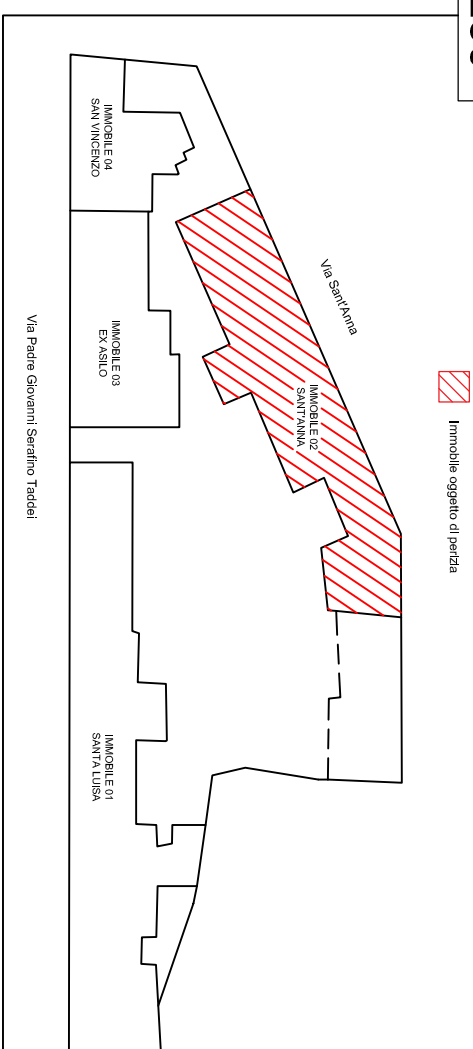 Immobile oggetto di perizia
Via Sant'Anna
IMMOBILE 02
SANT'ANNA
IMMOBILE 04
SAN VINCENZO
IMMOBILE 03
EX ASILO
IMMOBILE 01
SANTA LUISA
Via Padre Giovanni Serafino Taddei